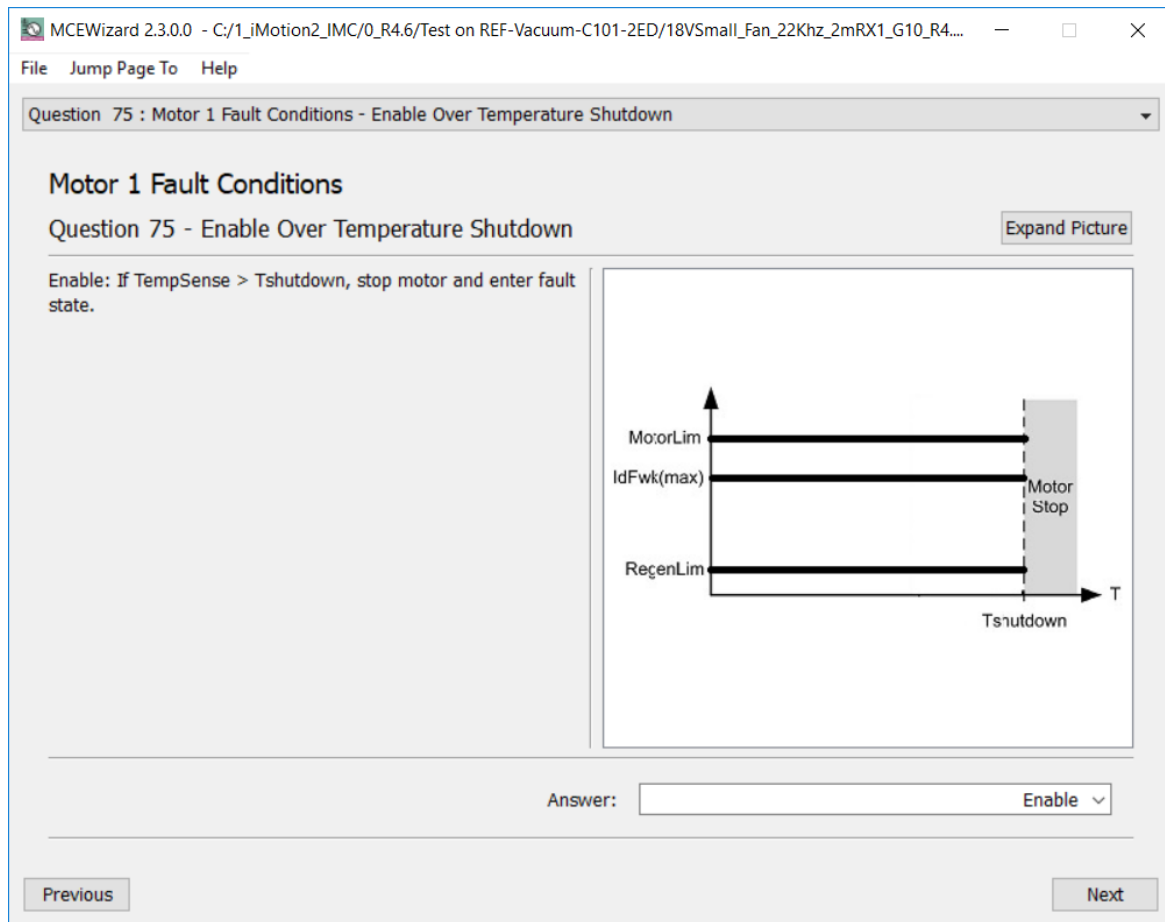 MCEWizard 2.3.0.0 - C:/1_iMotion2_IMC/0_R4.6/Test on REF-Vacuum-C101-2ED/18VSmall_Fan_22Khz_2mRX1_G10_R4....
File Jump Page To Help
Question 75 : Motor 1 Fault Conditions - Enable Over Temperature Shutdown
Motor 1 Fault Conditions
Question 75 - Enable Over Temperature Shutdown
Expand Picture
Enable: If TempSense > Tshutdown, stop motor and enter fault
state.
MotorLim
IdFwk(max)
Motor
Stop
RegenLim
T
Tshutdown
Answer:
Enable
Previous
Next